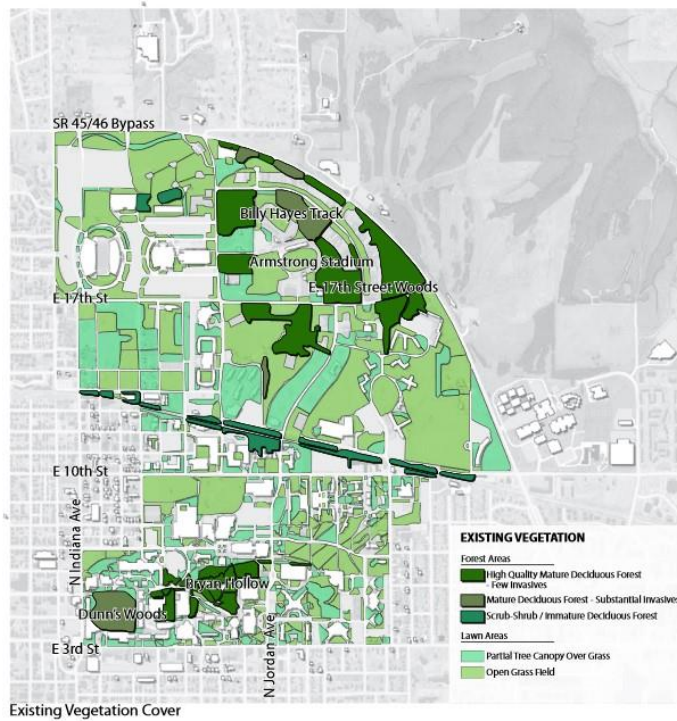 SR 45/46 Bypass
Billy Hayes Track
Armstrong Stadium
E. 17th Street Woods
E 17th St
E 10th St
N Indiana Ave
Bryan Hollow
Dunn's Woods
N Jordan Ave
E 3rd St
EXISTING VEGETATION
Forest Areas
High Quality Mature Deciduous Forest
- Few Invasives
Mature Deciduous Forest - Substantial Invasives
Scrub-Shrub / Immature Deciduous Forest
Lawn Areas
Partial Tree Canopy Over Grass
Open Grass Field
Existing Vegetation Cover